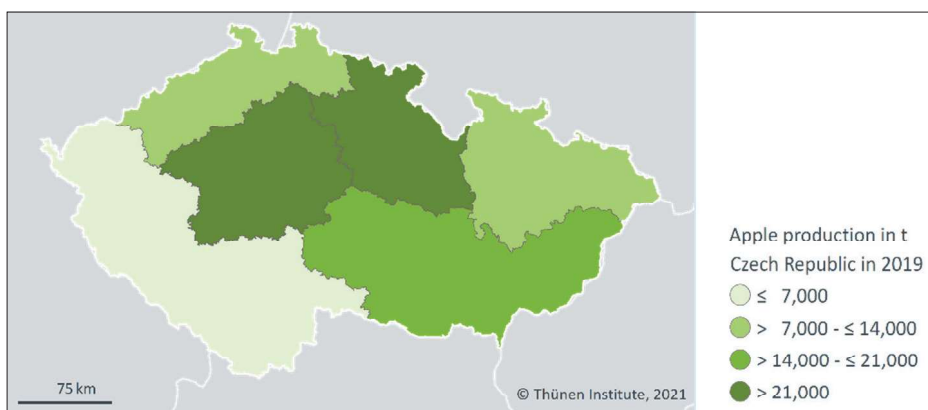 Apple production in t
Czech Republic in 2019
≤ 7,000
> 7,000 - ≤ 14,000
> 14,000 - ≤ 21,000
> 21,000
75 km
© Thünen Institute, 2021